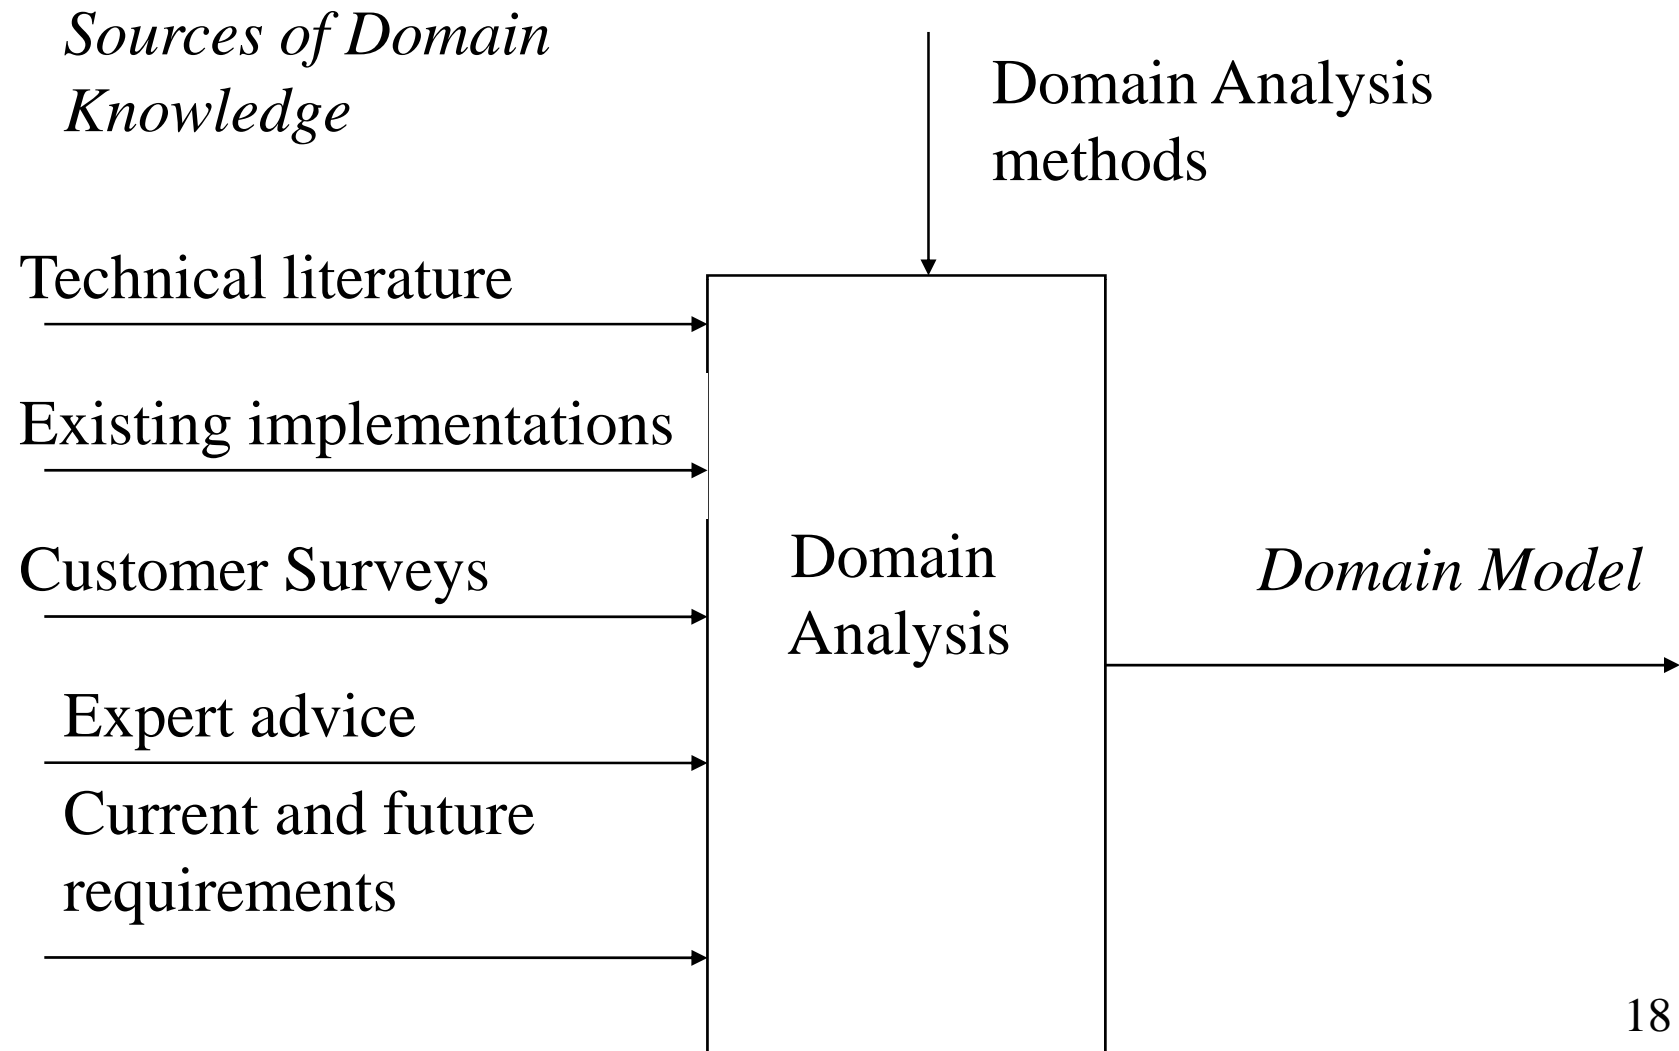 Sources of Domain
Knowledge
Domain Analysis
methods
Technical literature
Existing implementations
Customer Surveys
Expert advice
Current and future
requirements
Domain
Analysis
Domain Model
18